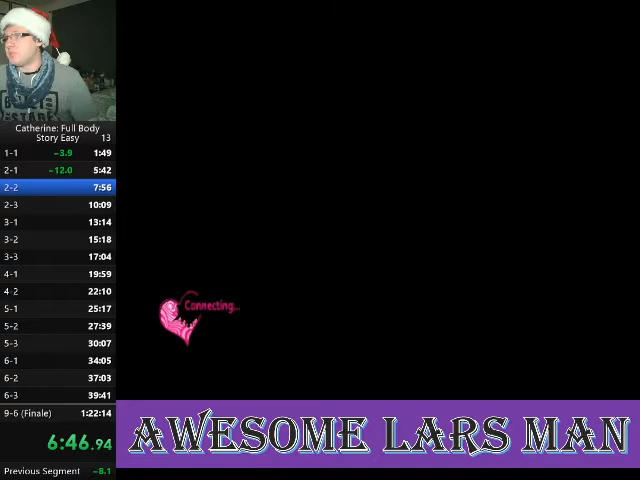 Catherine: Full Body
Story Easy 13
1-1 −3.9 1:49
2-1 −12.0 5:42
2-2 7:56
2-3 10:09
3-1 13:14
3-2 15:18
3-3 17:04
4-1 19:59
4-2 22:10
5-1 25:17
5-2 27:39
5-3 30:07
6-1 34:05
6-2 37:03
6-3 39:41
9-6 (Finale) 1:22:14
6:46.94
Previous Segment −8.1
Connecting...
AWESOME LARS MAN